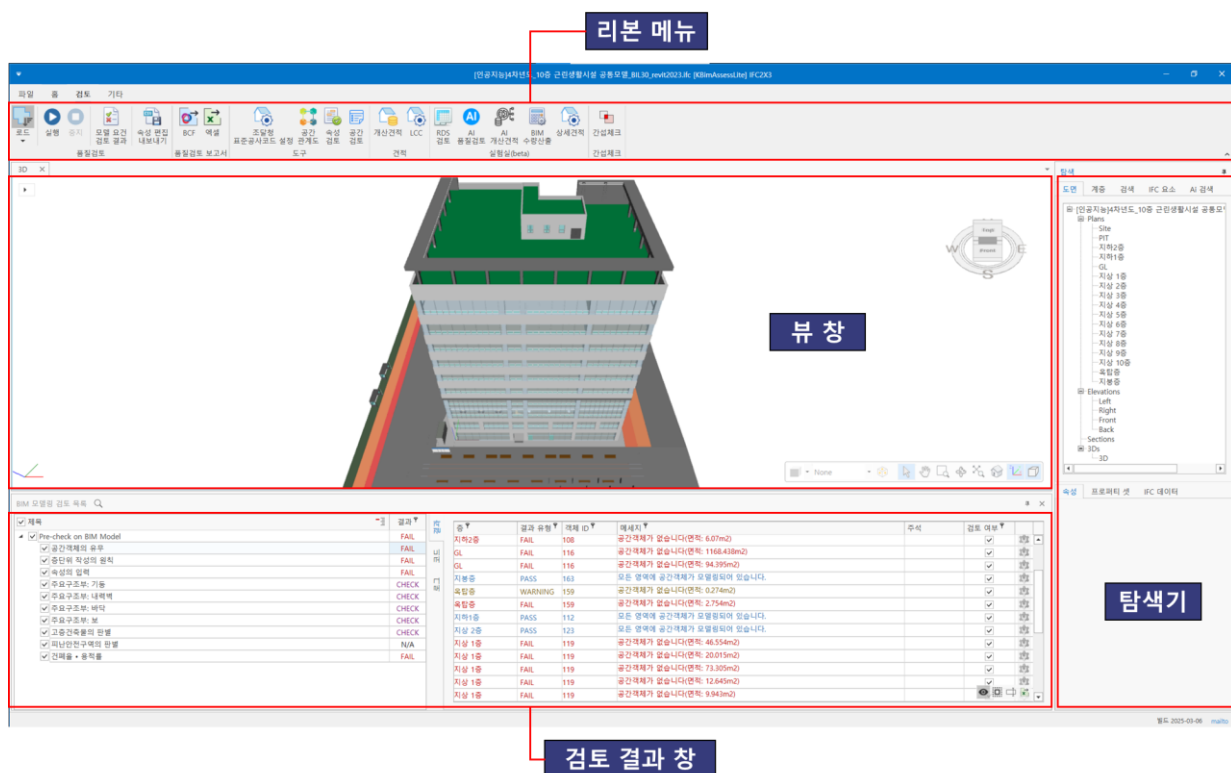 리본 메뉴
[인공지능]4차년도_10층 근린생활시설 공통모델_BIL30_revit2023.ifc [KBimAssessLite] IFC2X3
파일 홈 검토 기타
로드 실행 중지 모델 요건 검토 결과 속성 편집 내보내기 BCF 엑셀 조달청 표준공사코드 설정 공간 관계도 속성 검토 공간 검토 개산견적 LCC RDS 검토 AI 품질검토 AI 개산견적 BIM 수량산출 상세견적 간섭체크
품질검토 품질검토 보고서 도구 견적 실험실(beta) 간섭체크
3D
뷰 창
W E
S
None
탐색
도면 계층 검색 IFC 요소 AI 검색
[인공지능]4차년도_10층 근린생활시설 공통모
Plans
Site
PIT
지하2층
지하1층
GL
지상 1층
지상 2층
지상 3층
지상 4층
지상 5층
지상 6층
지상 7층
지상 8층
지상 9층
지상 10층
옥탑층
지붕층
Elevations
Left
Right
Front
Back
Sections
3Ds
3D
속성 프로퍼티 셋 IFC 데이터
탐색기
BIM 모델링 검토 목록
제목 결과
Pre-check on BIM Model FAIL
공간객체의 유무 FAIL
층단위 작성의 원칙 FAIL
속성의 입력 FAIL
주요구조부: 기둥 CHECK
주요구조부: 내력벽 CHECK
주요구조부: 바닥 CHECK
주요구조부: 보 CHECK
고층건축물의 판별 CHECK
피난안전구역의 판별 N/A
건폐율 • 용적률 FAIL
층 결과 유형 객체 ID 메세지 주석 검토 여부
지하2층 FAIL 108 공간객체가 없습니다(면적: 6.07m2)
GL FAIL 116 공간객체가 없습니다(면적: 1168.438m2)
GL FAIL 116 공간객체가 없습니다(면적: 94.395m2)
지붕층 PASS 163 모든 영역에 공간객체가 모델링되어 있습니다.
옥탑층 WARNING 159 공간객체가 없습니다(면적: 0.274m2)
옥탑층 FAIL 159 공간객체가 없습니다(면적: 2.754m2)
지하1층 PASS 112 모든 영역에 공간객체가 모델링되어 있습니다.
지상 2층 PASS 123 모든 영역에 공간객체가 모델링되어 있습니다.
지상 1층 FAIL 119 공간객체가 없습니다(면적: 46.554m2)
지상 1층 FAIL 119 공간객체가 없습니다(면적: 20.015m2)
지상 1층 FAIL 119 공간객체가 없습니다(면적: 73.305m2)
지상 1층 FAIL 119 공간객체가 없습니다(면적: 12.645m2)
지상 1층 FAIL 119 공간객체가 없습니다(면적: 9.943m2)
빌드 2025-03-06
검토 결과 창